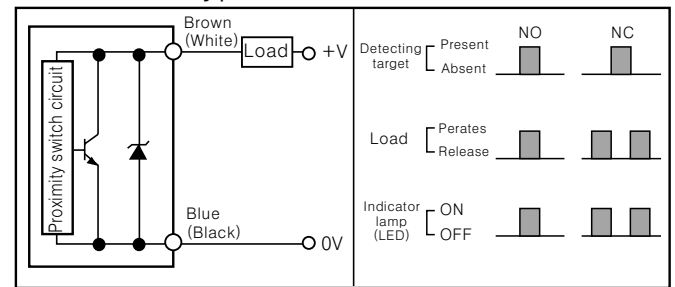 Brown
(White)
Load
+V
Proximity switch circuit
Blue
(Black)
0V
NO
NC
Detecting
target
Present
Absent
Load
Perates
Release
Indicator
lamp
(LED)
ON
OFF